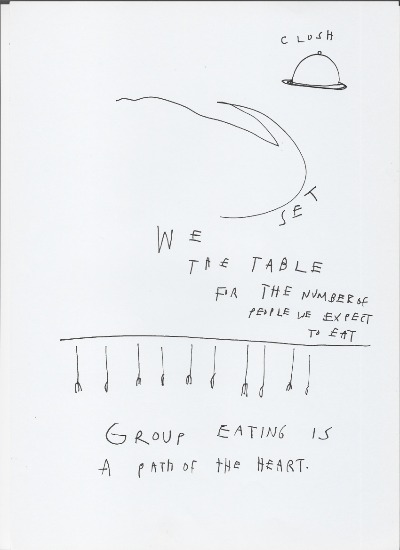 CLOSH
SET
WE
THE TABLE
FOR THE NUMBER OF
PEOPLE WE EXPECT
TO EAT
GROUP EATING IS
A PATH OF THE HEART.